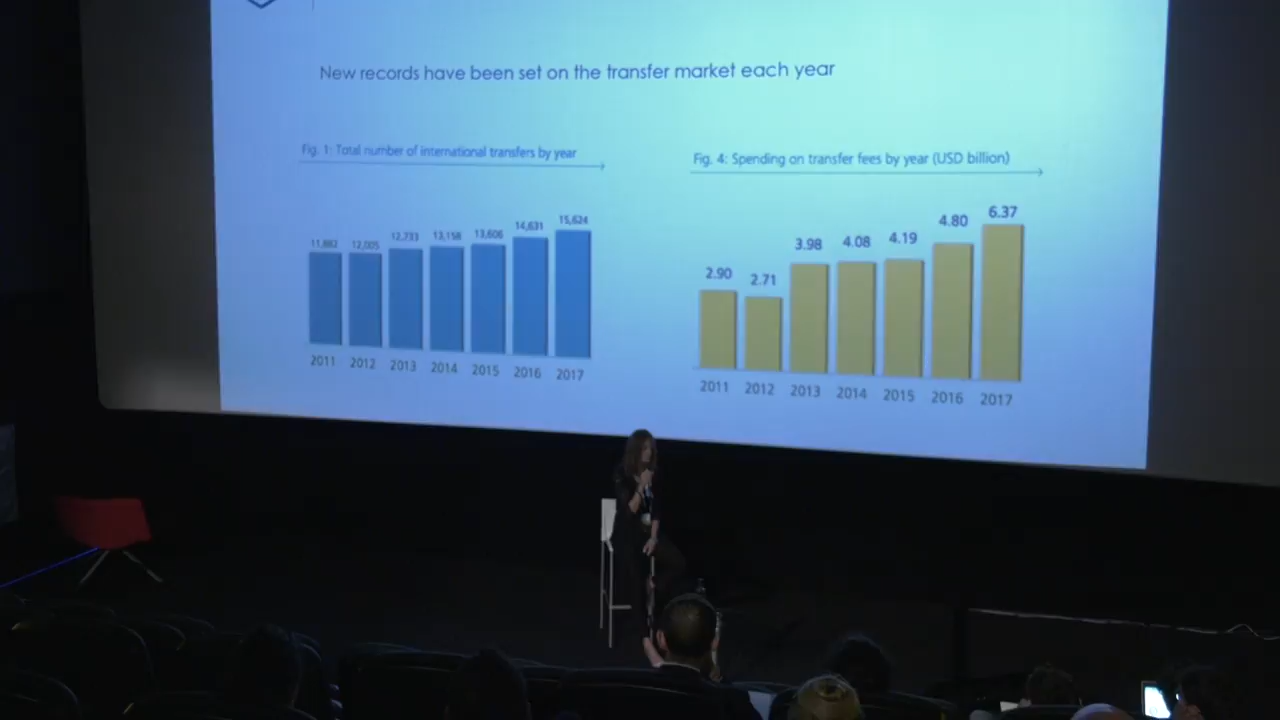 New records have been set on the transfer market each year
Fig. 1: Total number of international transfers by year
11,882 12,005 12,733 13,158 13,606 14,631 15,624
2011 2012 2013 2014 2015 2016 2017
Fig. 4: Spending on transfer fees by year (USD billion)
2.90 2.71 3.98 4.08 4.19 4.80 6.37
2011 2012 2013 2014 2015 2016 2017